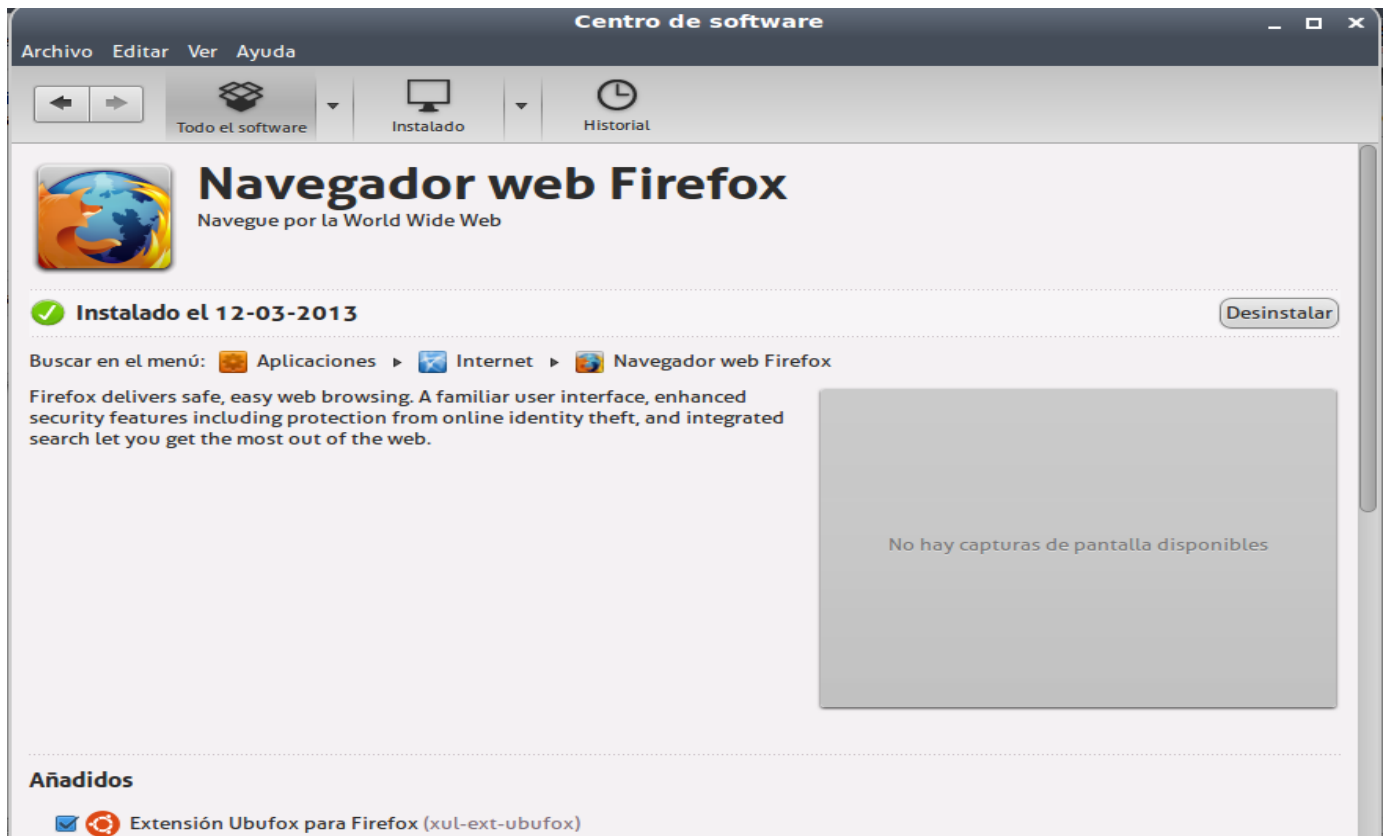 Centro de software
Archivo Editar Ver Ayuda
Todo el software
Instalado
Historial
Navegador web Firefox
Navegue por la World Wide Web
Instalado el 12-03-2013
Desinstalar
Buscar en el menú: Aplicaciones Internet Navegador web Firefox
Firefox delivers safe, easy web browsing. A familiar user interface, enhanced
security features including protection from online identity theft, and integrated
search let you get the most out of the web.
No hay capturas de pantalla disponibles
Añadidos
Extensión Ubufox para Firefox (xul-ext-ubufox)